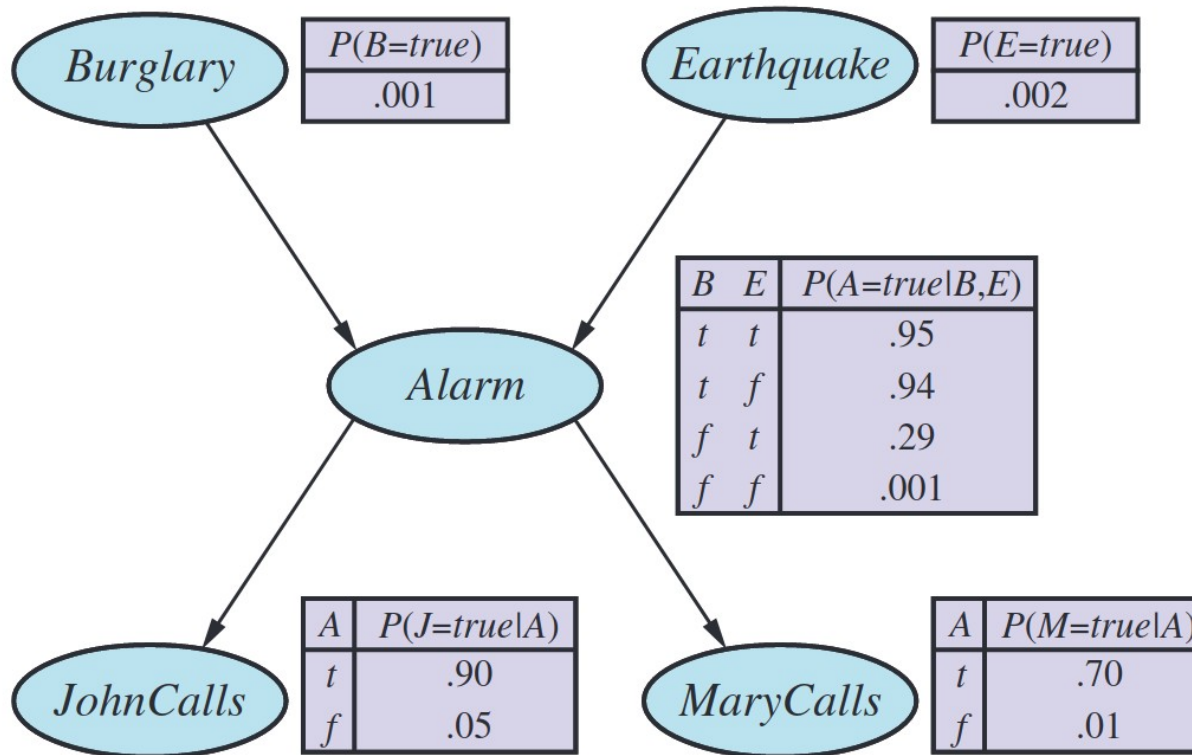 Burglary
P(B=true)
.001
Earthquake
P(E=true)
.002
B E P(A=true|B,E)
t t .95
t f .94
f t .29
f f .001
Alarm
JohnCalls
A P(J=true|A)
t .90
f .05
MaryCalls
A P(M=true|A)
t .70
f .01